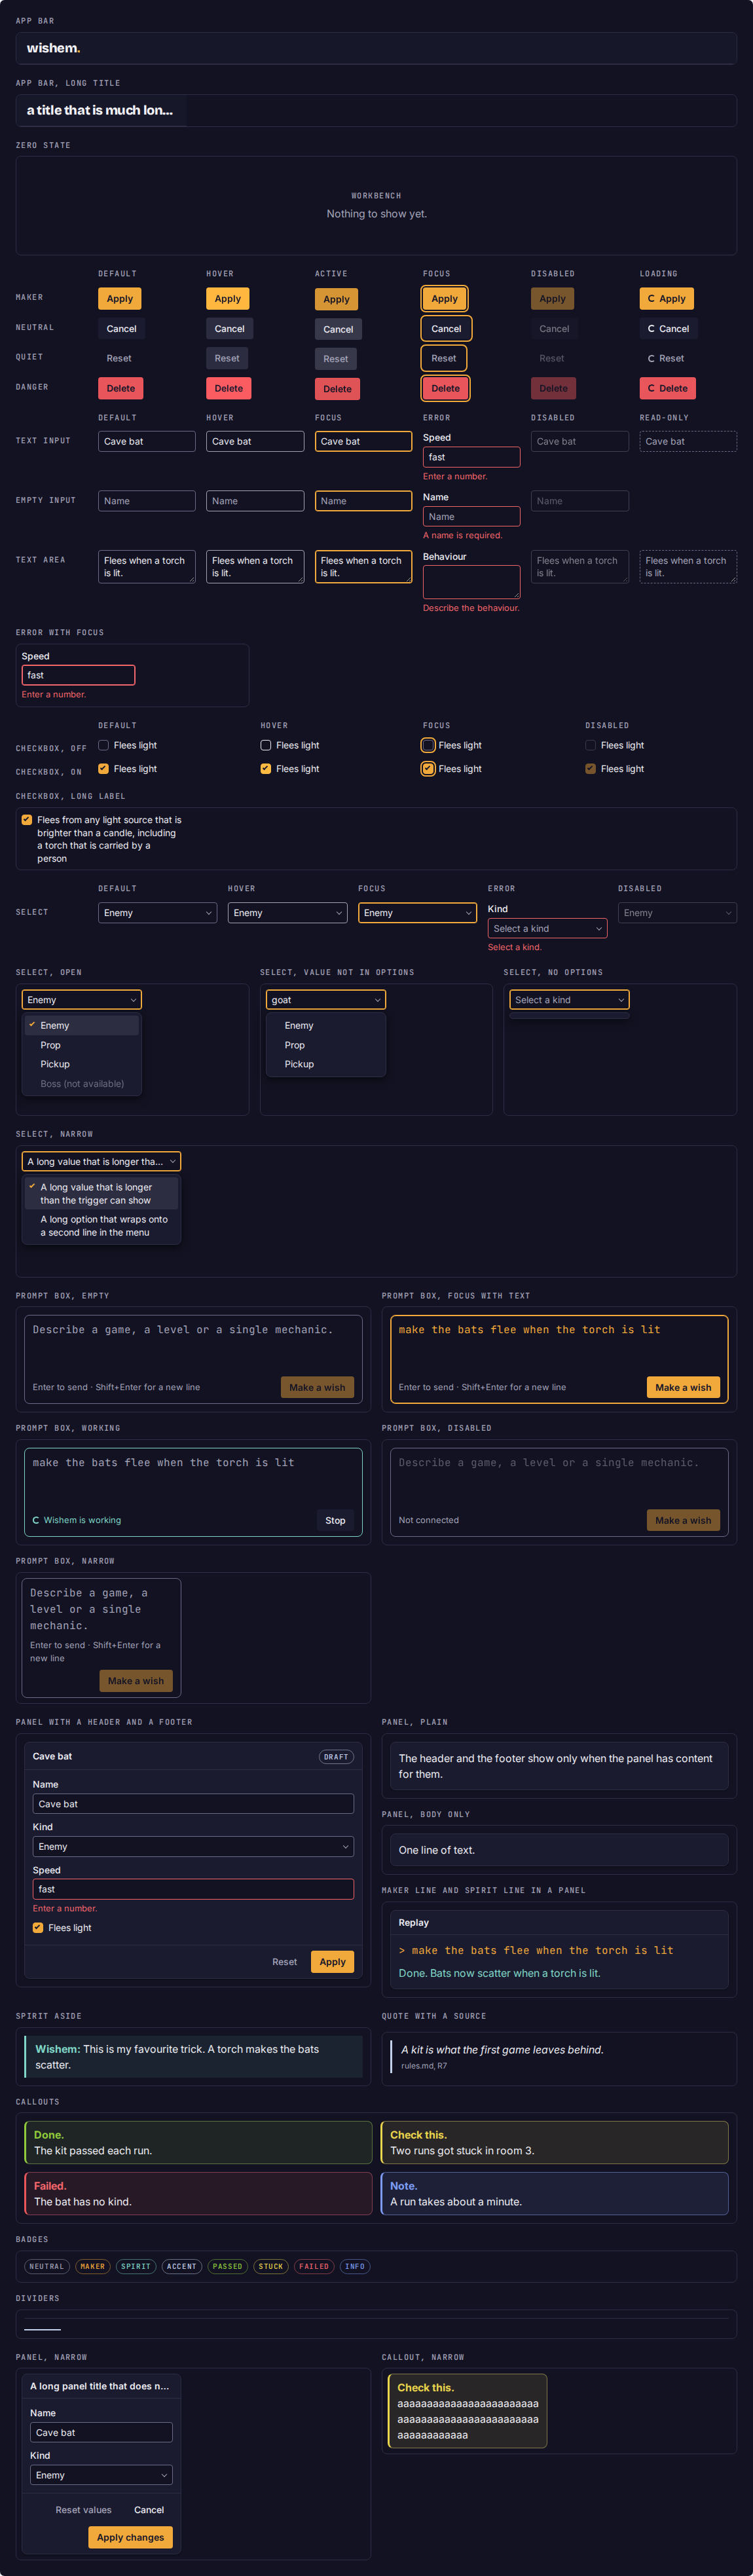 APP BAR
wishem.
APP BAR, LONG TITLE
a title that is much lon...
ZERO STATE
WORKBENCH
Nothing to show yet.
DEFAULT HOVER ACTIVE FOCUS DISABLED LOADING
MAKER Apply Apply Apply Apply Apply Apply
NEUTRAL Cancel Cancel Cancel Cancel Cancel Cancel
QUIET Reset Reset Reset Reset Reset Reset
DANGER Delete Delete Delete Delete Delete Delete
DEFAULT HOVER FOCUS ERROR DISABLED READ-ONLY
TEXT INPUT Cave bat Cave bat Cave bat Speed Cave bat Cave bat
fast
Enter a number.
EMPTY INPUT Name Name Name Name Name
Name
A name is required.
TEXT AREA Flees when a torch Flees when a torch Flees when a torch Behaviour Flees when a torch Flees when a torch
is lit. is lit. is lit. is lit. is lit.
Describe the behaviour.
ERROR WITH FOCUS
Speed
fast
Enter a number.
DEFAULT HOVER FOCUS DISABLED
CHECKBOX, OFF Flees light Flees light Flees light Flees light
CHECKBOX, ON Flees light Flees light Flees light Flees light
CHECKBOX, LONG LABEL
Flees from any light source that is
brighter than a candle, including
a torch that is carried by a
person
DEFAULT HOVER FOCUS ERROR DISABLED
SELECT Enemy Enemy Enemy Kind Enemy
Select a kind
Select a kind.
SELECT, OPEN SELECT, VALUE NOT IN OPTIONS SELECT, NO OPTIONS
Enemy goat Select a kind
Enemy Enemy
Prop Prop
Pickup Pickup
Boss (not available)
SELECT, NARROW
A long value that is longer tha...
A long value that is longer
than the trigger can show
A long option that wraps onto
a second line in the menu
PROMPT BOX, EMPTY PROMPT BOX, FOCUS WITH TEXT
Describe a game, a level or a single mechanic. make the bats flee when the torch is lit
Enter to send · Shift+Enter for a new line Make a wish Enter to send · Shift+Enter for a new line Make a wish
PROMPT BOX, WORKING PROMPT BOX, DISABLED
make the bats flee when the torch is lit Describe a game, a level or a single mechanic.
Wishem is working Stop Not connected Make a wish
PROMPT BOX, NARROW
Describe a game, a
level or a single
mechanic.
Enter to send · Shift+Enter for a
new line
Make a wish
PANEL WITH A HEADER AND A FOOTER
Cave bat DRAFT
Name
Cave bat
Kind
Enemy
Speed
fast
Enter a number.
Flees light
Reset Apply
PANEL, PLAIN
The header and the footer show only when the panel has content
for them.
PANEL, BODY ONLY
One line of text.
MAKER LINE AND SPIRIT LINE IN A PANEL
Replay
> make the bats flee when the torch is lit
Done. Bats now scatter when a torch is lit.
SPIRIT ASIDE
Wishem: This is my favourite trick. A torch makes the bats
scatter.
QUOTE WITH A SOURCE
A kit is what the first game leaves behind.
rules.md, R7
CALLOUTS
Done.
The kit passed each run.
Check this.
Two runs got stuck in room 3.
Failed.
The bat has no kind.
Note.
A run takes about a minute.
BADGES
NEUTRAL MAKER SPIRIT ACCENT PASSED STUCK FAILED INFO
DIVIDERS
PANEL, NARROW
A long panel title that does n...
Name
Cave bat
Kind
Enemy
Reset values Cancel
Apply changes
CALLOUT, NARROW
Check this.
aaaaaaaaaaaaaaaaaaaaaaaa
aaaaaaaaaaaaaaaaaaaaaaaa
aaaaaaaaaaaa